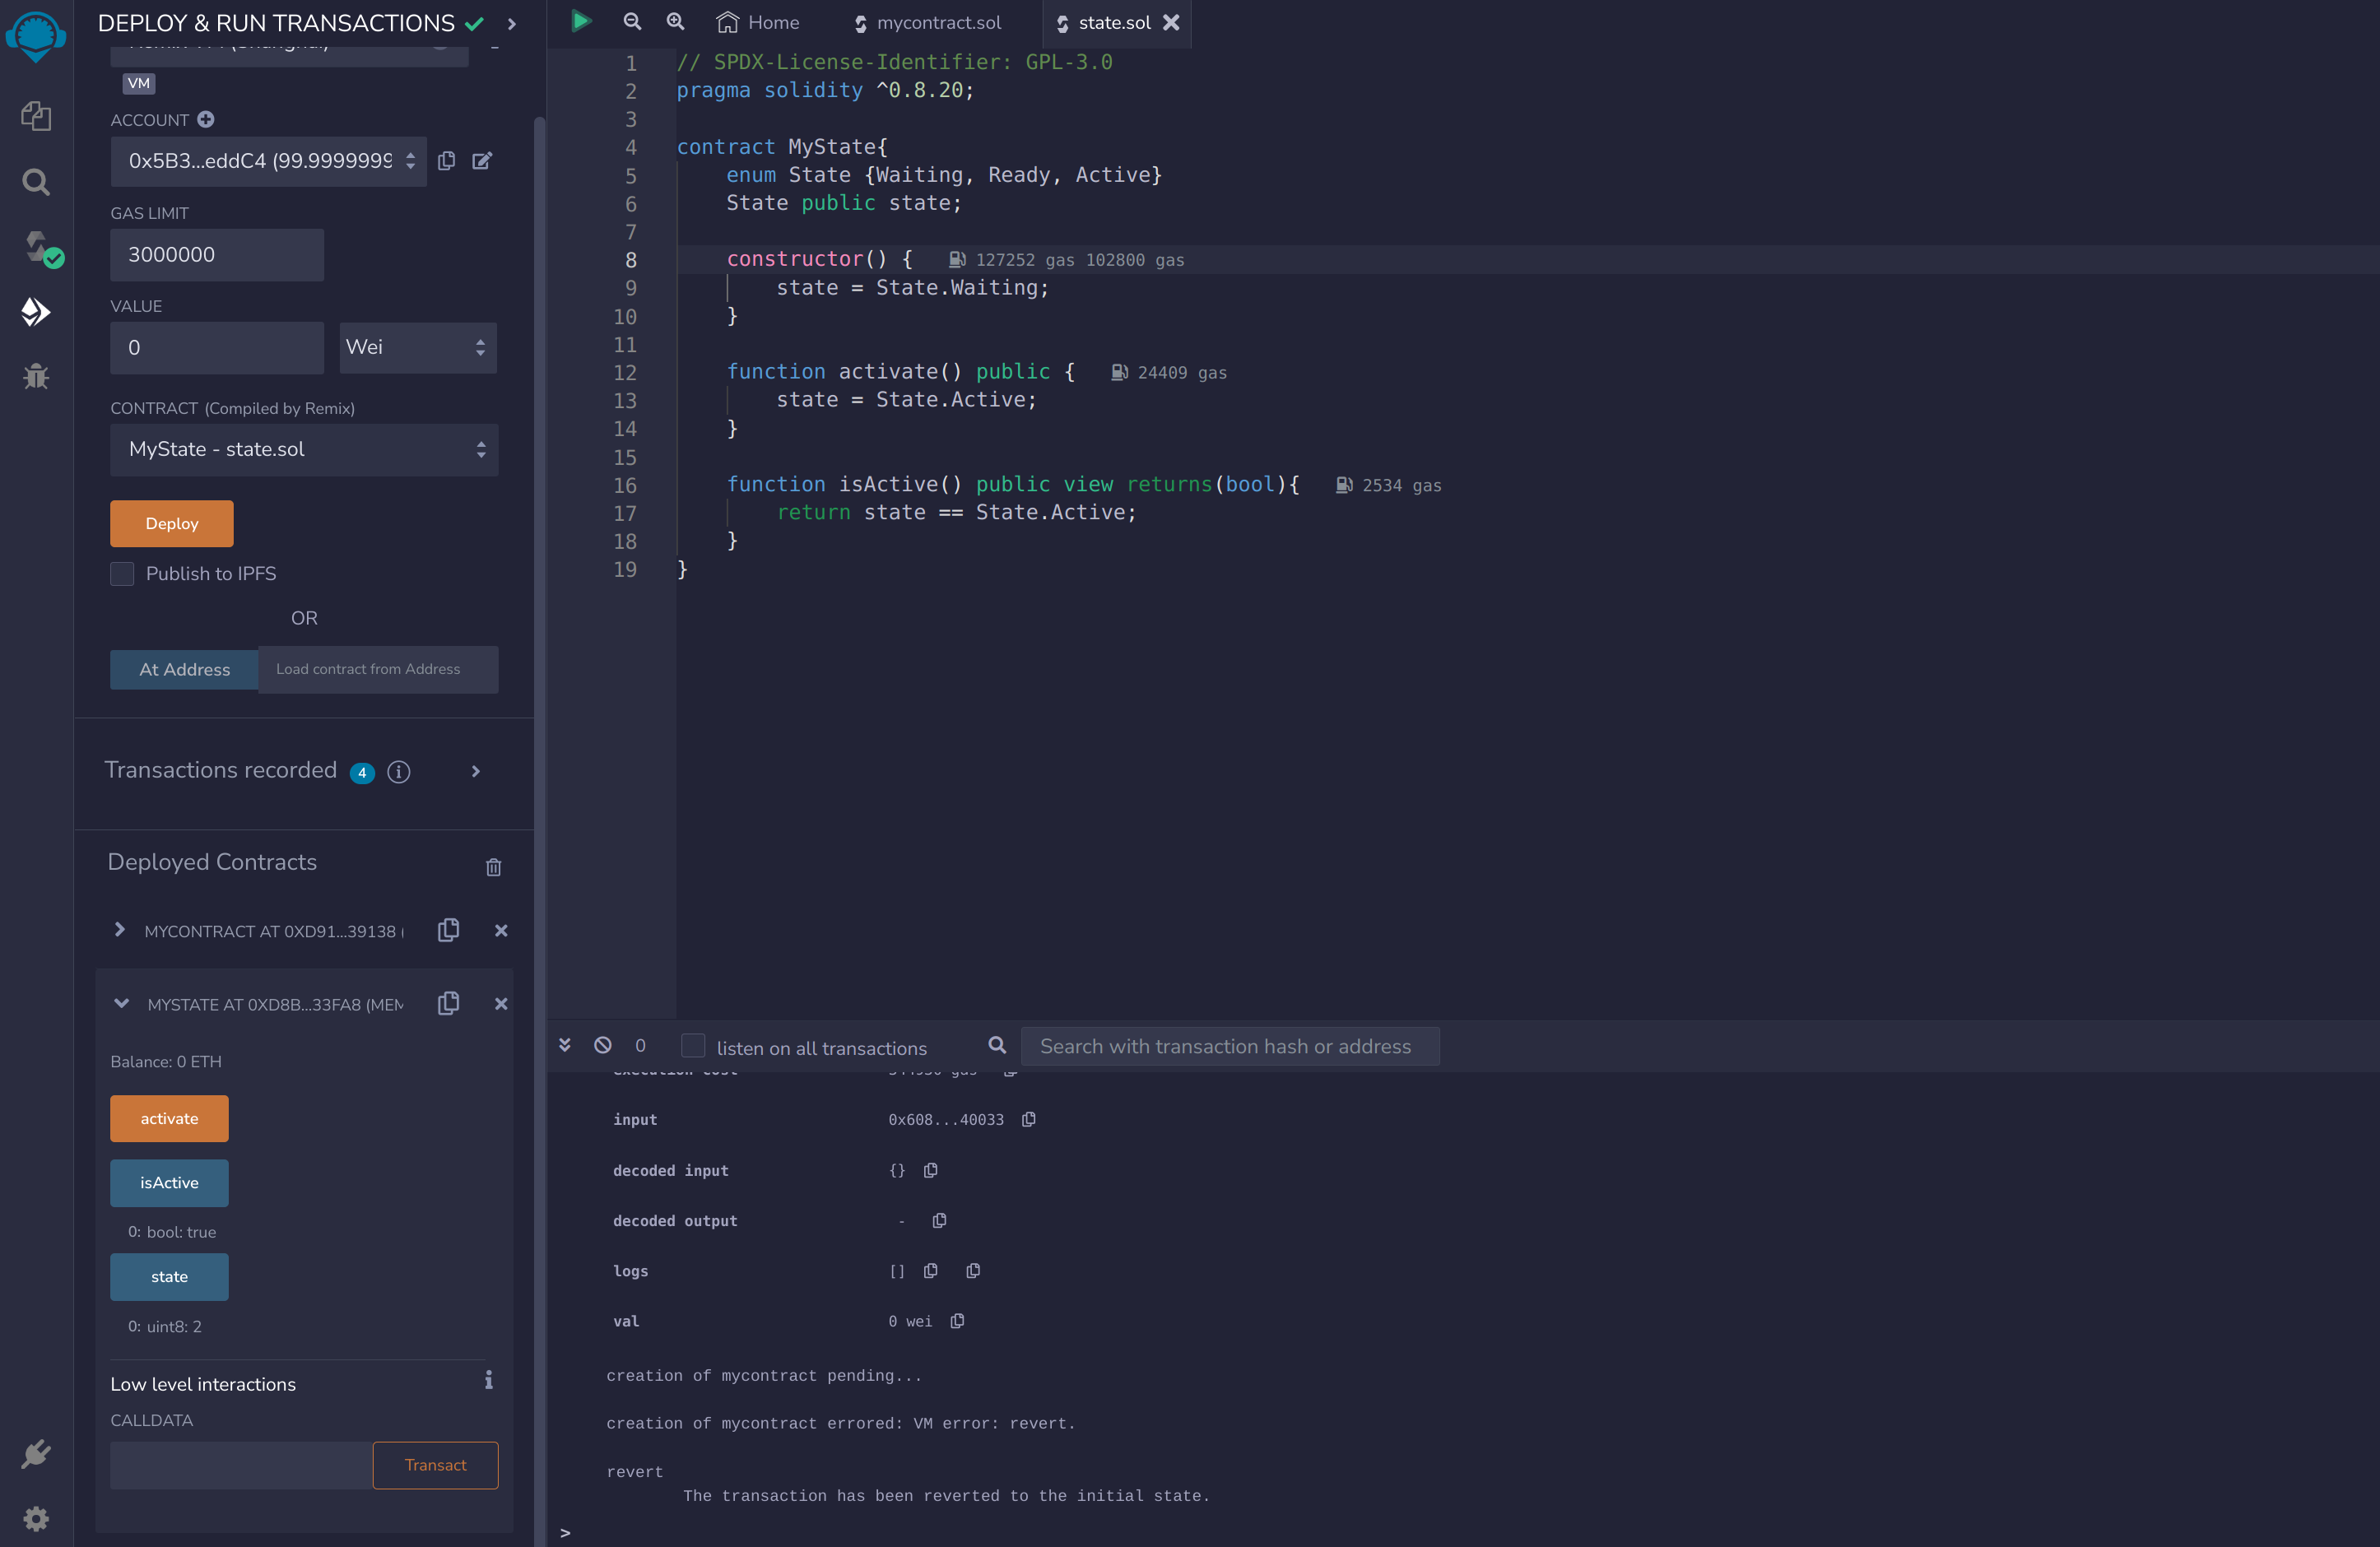 DEPLOY & RUN TRANSACTIONS
VM
ACCOUNT
0x5B3...eddC4 (99.9999999
GAS LIMIT
3000000
VALUE
0
Wei
CONTRACT (Compiled by Remix)
MyState - state.sol
Deploy
Publish to IPFS
OR
At Address
Load contract from Address
Transactions recorded 4
Deployed Contracts
MYCONTRACT AT 0XD91...39138 (
MYSTATE AT 0XD8B...33FA8 (MEM
Balance: 0 ETH
activate
isActive
0: bool: true
state
0: uint8: 2
Low level interactions
CALLDATA
Transact
Home
mycontract.sol
state.sol
1 // SPDX-License-Identifier: GPL-3.0
2 pragma solidity ^0.8.20;
3
4 contract MyState{
5 enum State {Waiting, Ready, Active}
6 State public state;
7
8 constructor() { 127252 gas 102800 gas
9 state = State.Waiting;
10 }
11
12 function activate() public { 24409 gas
13 state = State.Active;
14 }
15
16 function isActive() public view returns(bool){ 2534 gas
17 return state == State.Active;
18 }
19 }
0
listen on all transactions
Search with transaction hash or address
input 0x608...40033
decoded input {}
decoded output -
logs []
val 0 wei
creation of mycontract pending...
creation of mycontract errored: VM error: revert.
revert
The transaction has been reverted to the initial state.
>